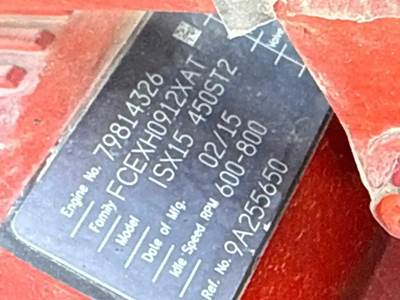 Engine No. 79814326
Family FCEXH0912XAT
Model ISX15 450ST2
Date of Mfg. 02/15
Idle Speed RPM 600-800
Ref. No. 9A255650